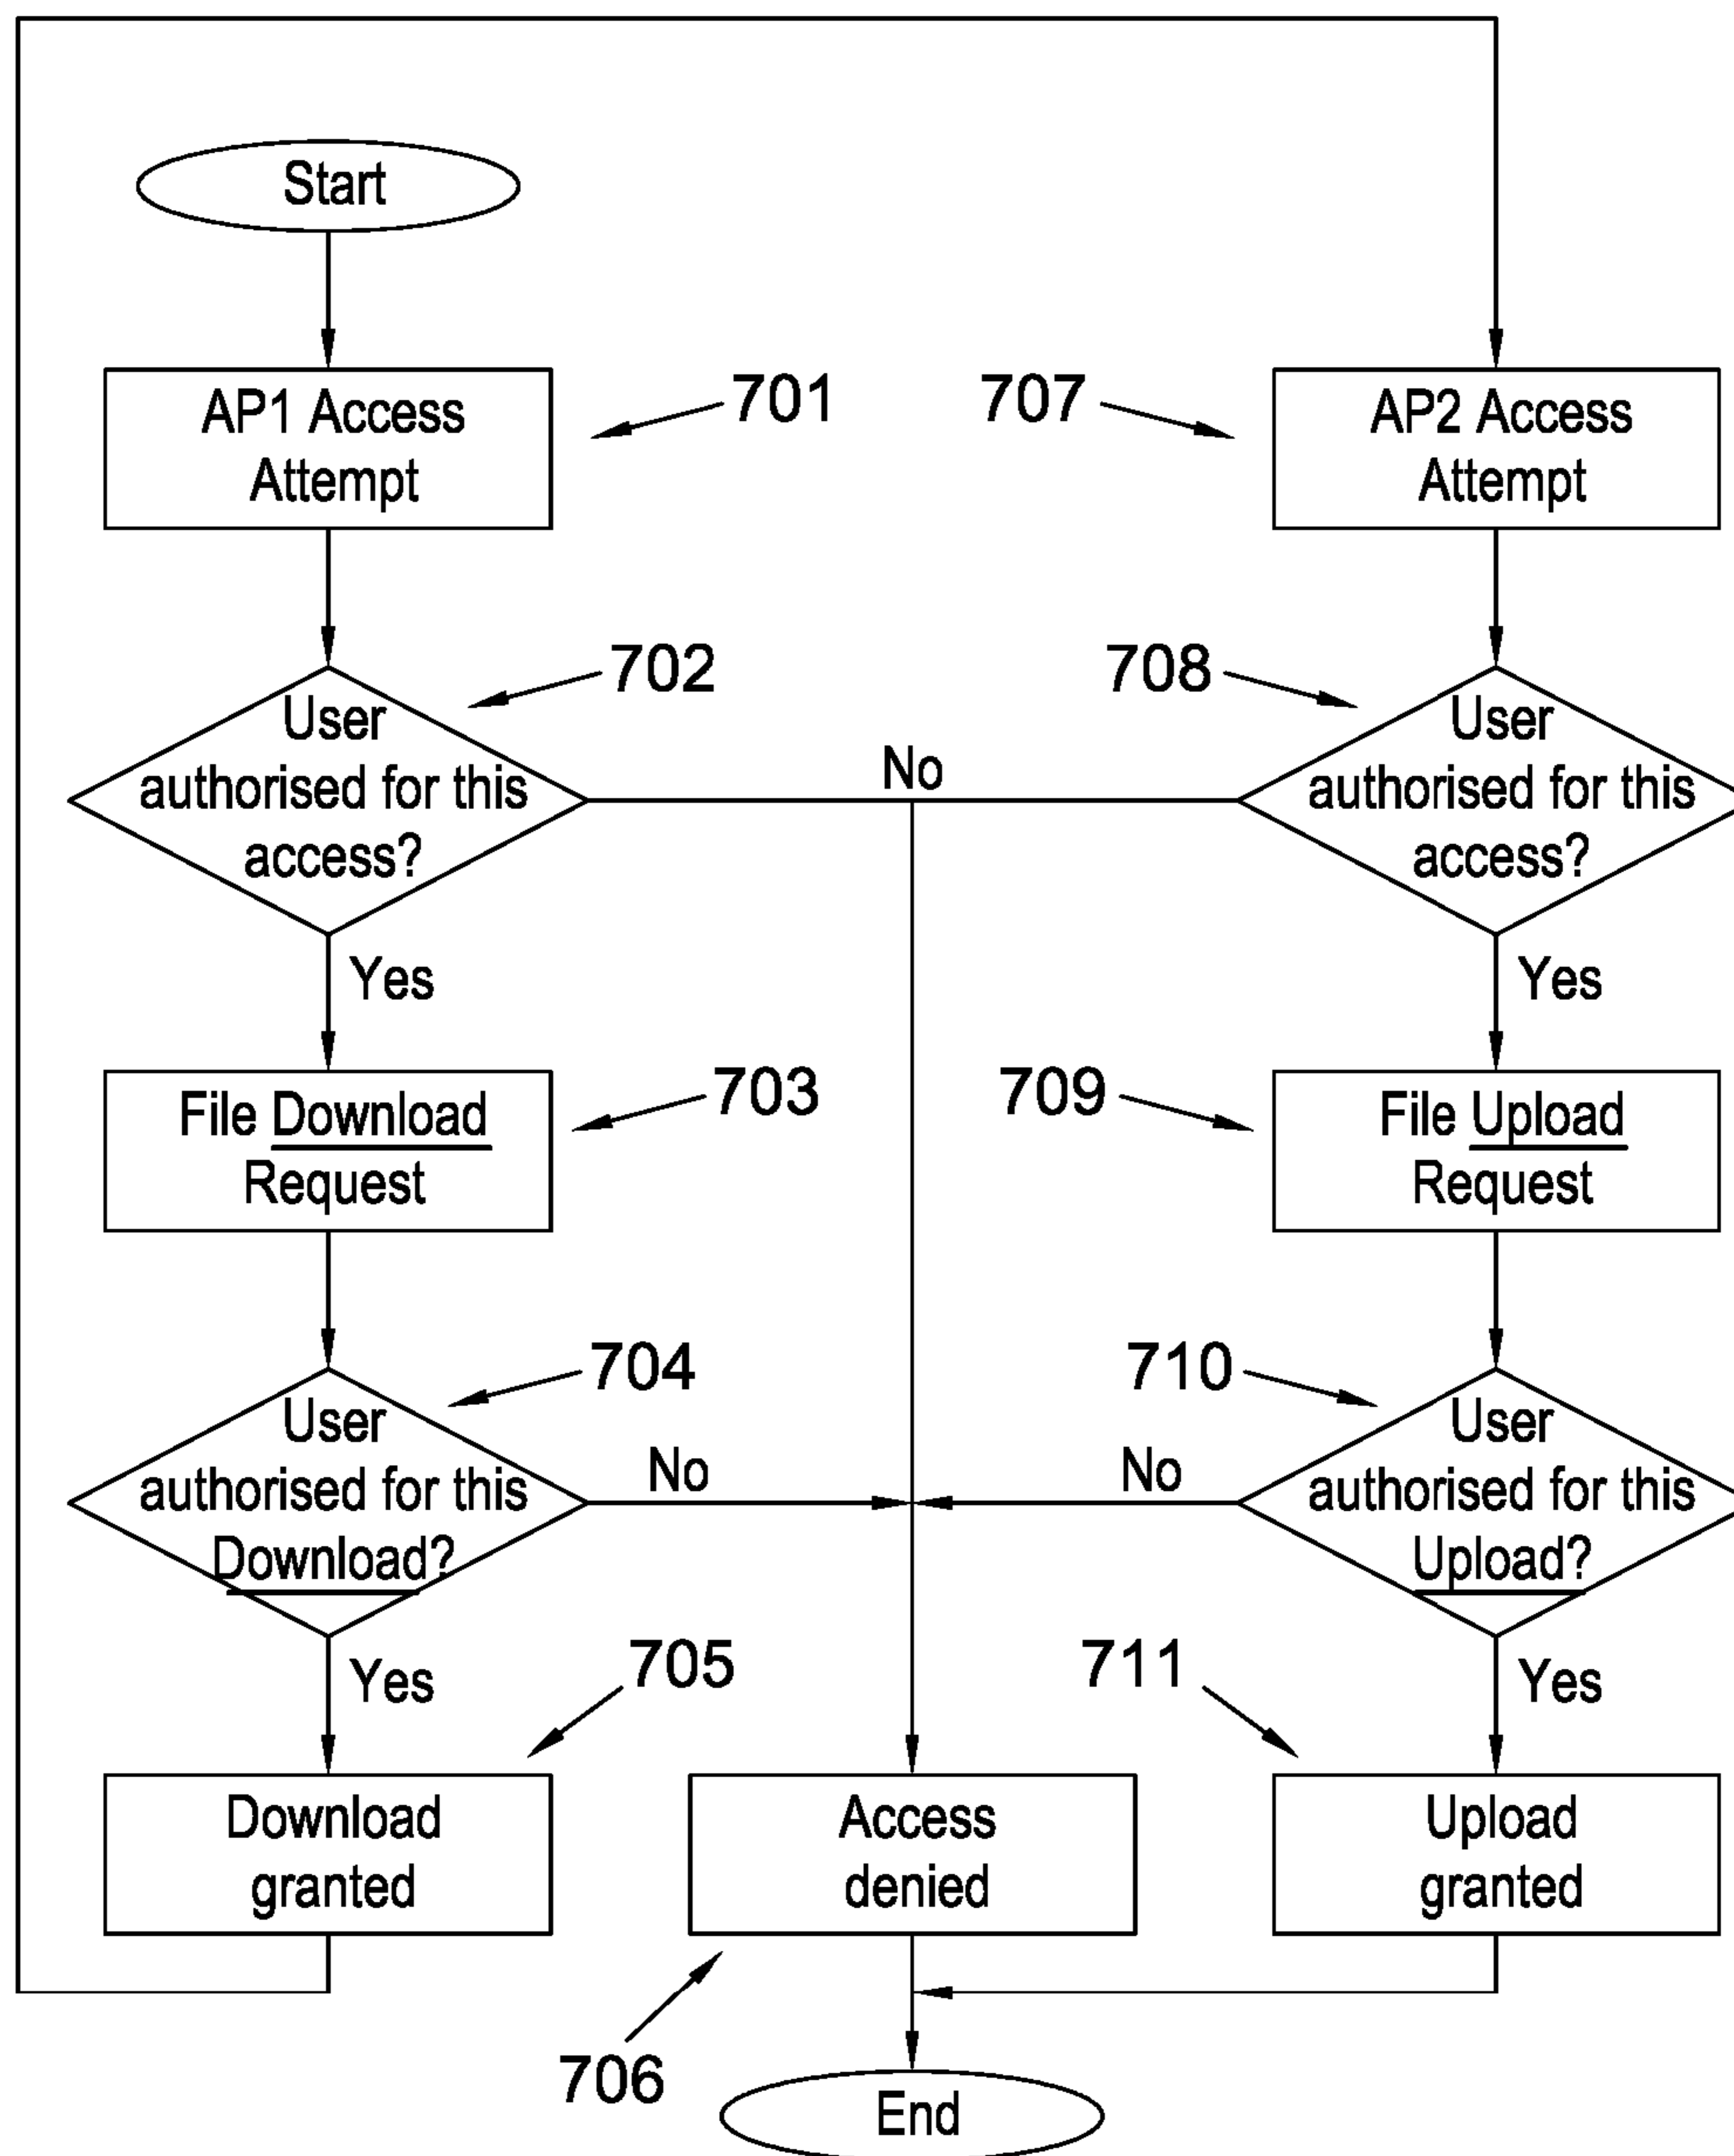 Start
AP1 Access
Attempt
701
707
AP2 Access
Attempt
702
User
authorised for this
access?
No
708
User
authorised for this
access?
Yes
Yes
File Download
Request
703
709
File Upload
Request
704
User
authorised for this
Download?
No
No
710
User
authorised for this
Upload?
Yes
705
711
Yes
Download
granted
Access
denied
Upload
granted
706
End